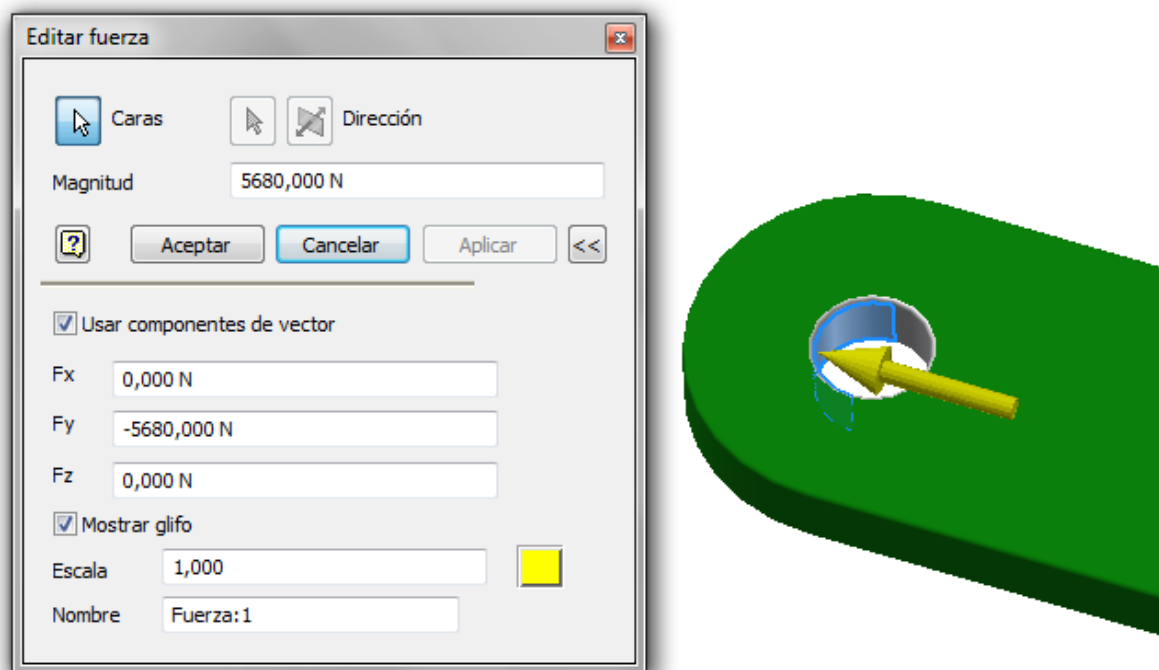 Editar fuerza
Caras
Dirección
Magnitud 5680,000 N
Aceptar Cancelar Aplicar <<
Usar componentes de vector
Fx 0,000 N
Fy -5680,000 N
Fz 0,000 N
Mostrar glifo
Escala 1,000
Nombre Fuerza:1